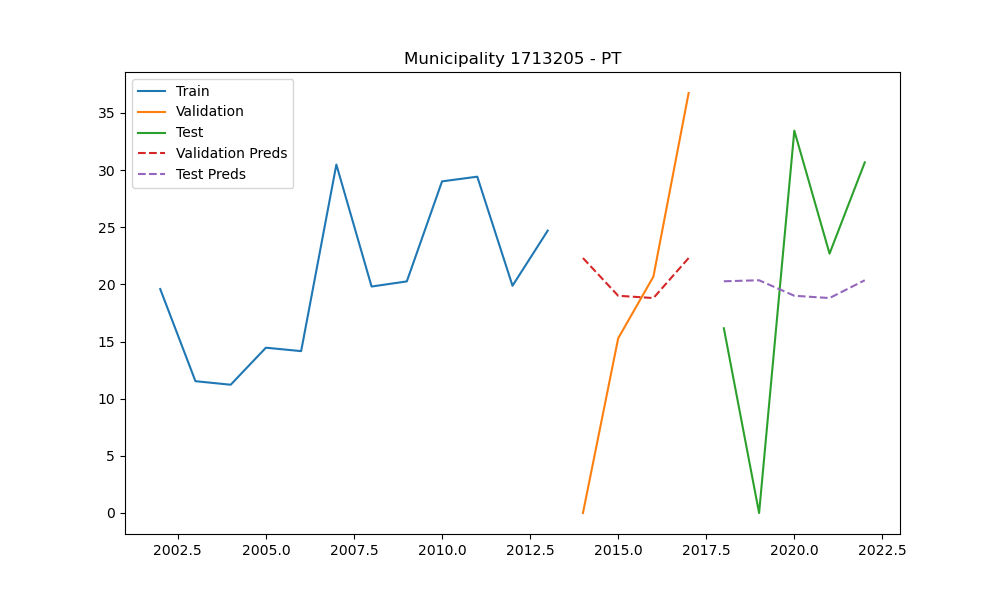 Municipality 1713205 - PT
Train
Validation
Test
Validation Preds
Test Preds
35
30
25
20
15
10
5
0
2002.5 2005.0 2007.5 2010.0 2012.5 2015.0 2017.5 2020.0 2022.5